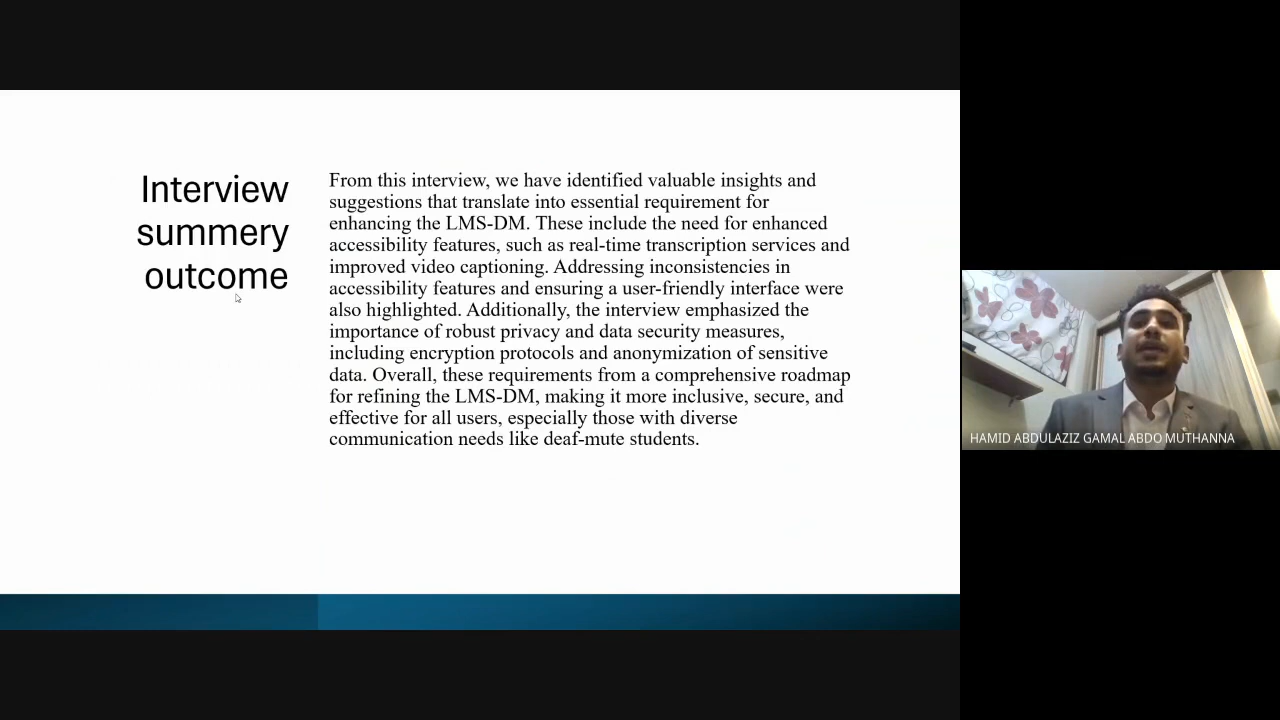 Interview
summery
outcome
From this interview, we have identified valuable insights and
suggestions that translate into essential requirement for
enhancing the LMS-DM. These include the need for enhanced
accessibility features, such as real-time transcription services and
improved video captioning. Addressing inconsistencies in
accessibility features and ensuring a user-friendly interface were
also highlighted. Additionally, the interview emphasized the
importance of robust privacy and data security measures,
including encryption protocols and anonymization of sensitive
data. Overall, these requirements from a comprehensive roadmap
for refining the LMS-DM, making it more inclusive, secure, and
effective for all users, especially those with diverse
communication needs like deaf-mute students.
HAMID ABDULAZIZ GAMAL ABDO MUTHANNA